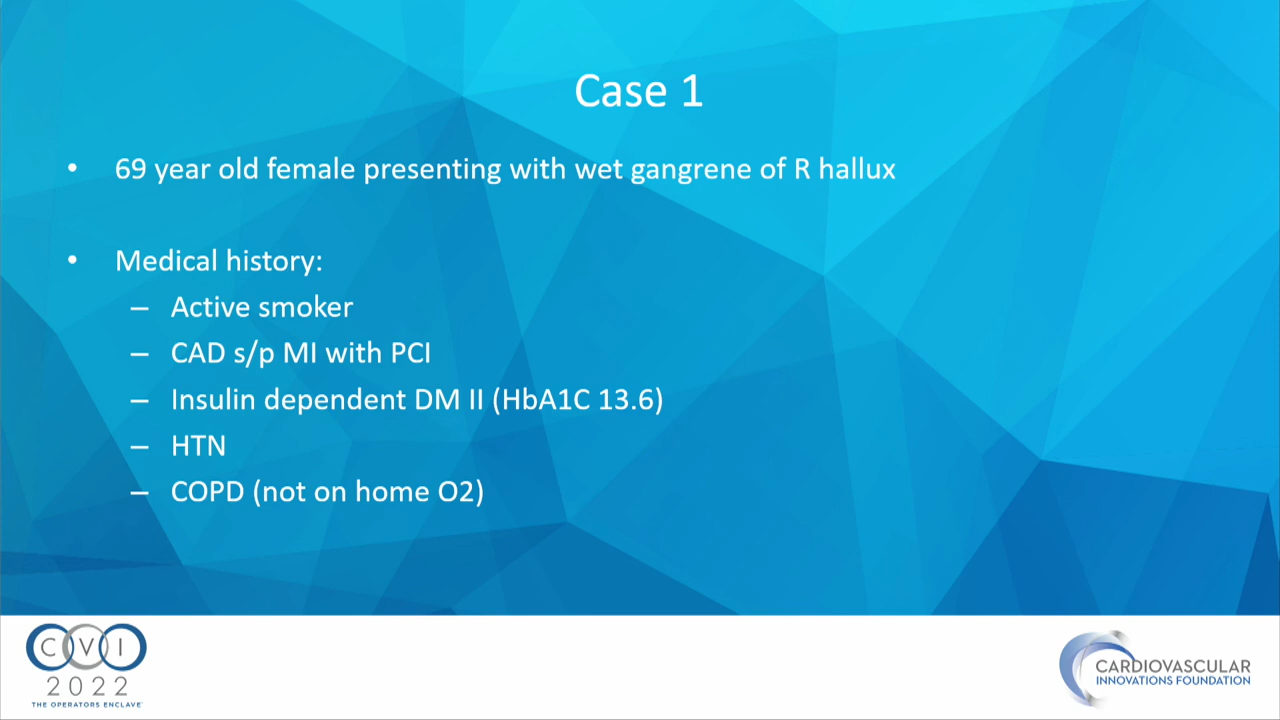 Case 1
• 69 year old female presenting with wet gangrene of R hallux
• Medical history:
– Active smoker
– CAD s/p MI with PCI
– Insulin dependent DM II (HbA1C 13.6)
– HTN
– COPD (not on home O2)
CVI
2022
THE OPERATORS ENCLAVE
CARDIOVASCULAR
INNOVATIONS FOUNDATION